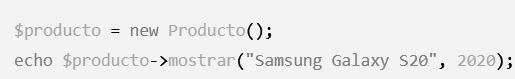 $producto = new Producto();
echo $producto->mostrar("Samsung Galaxy S20", 2020);